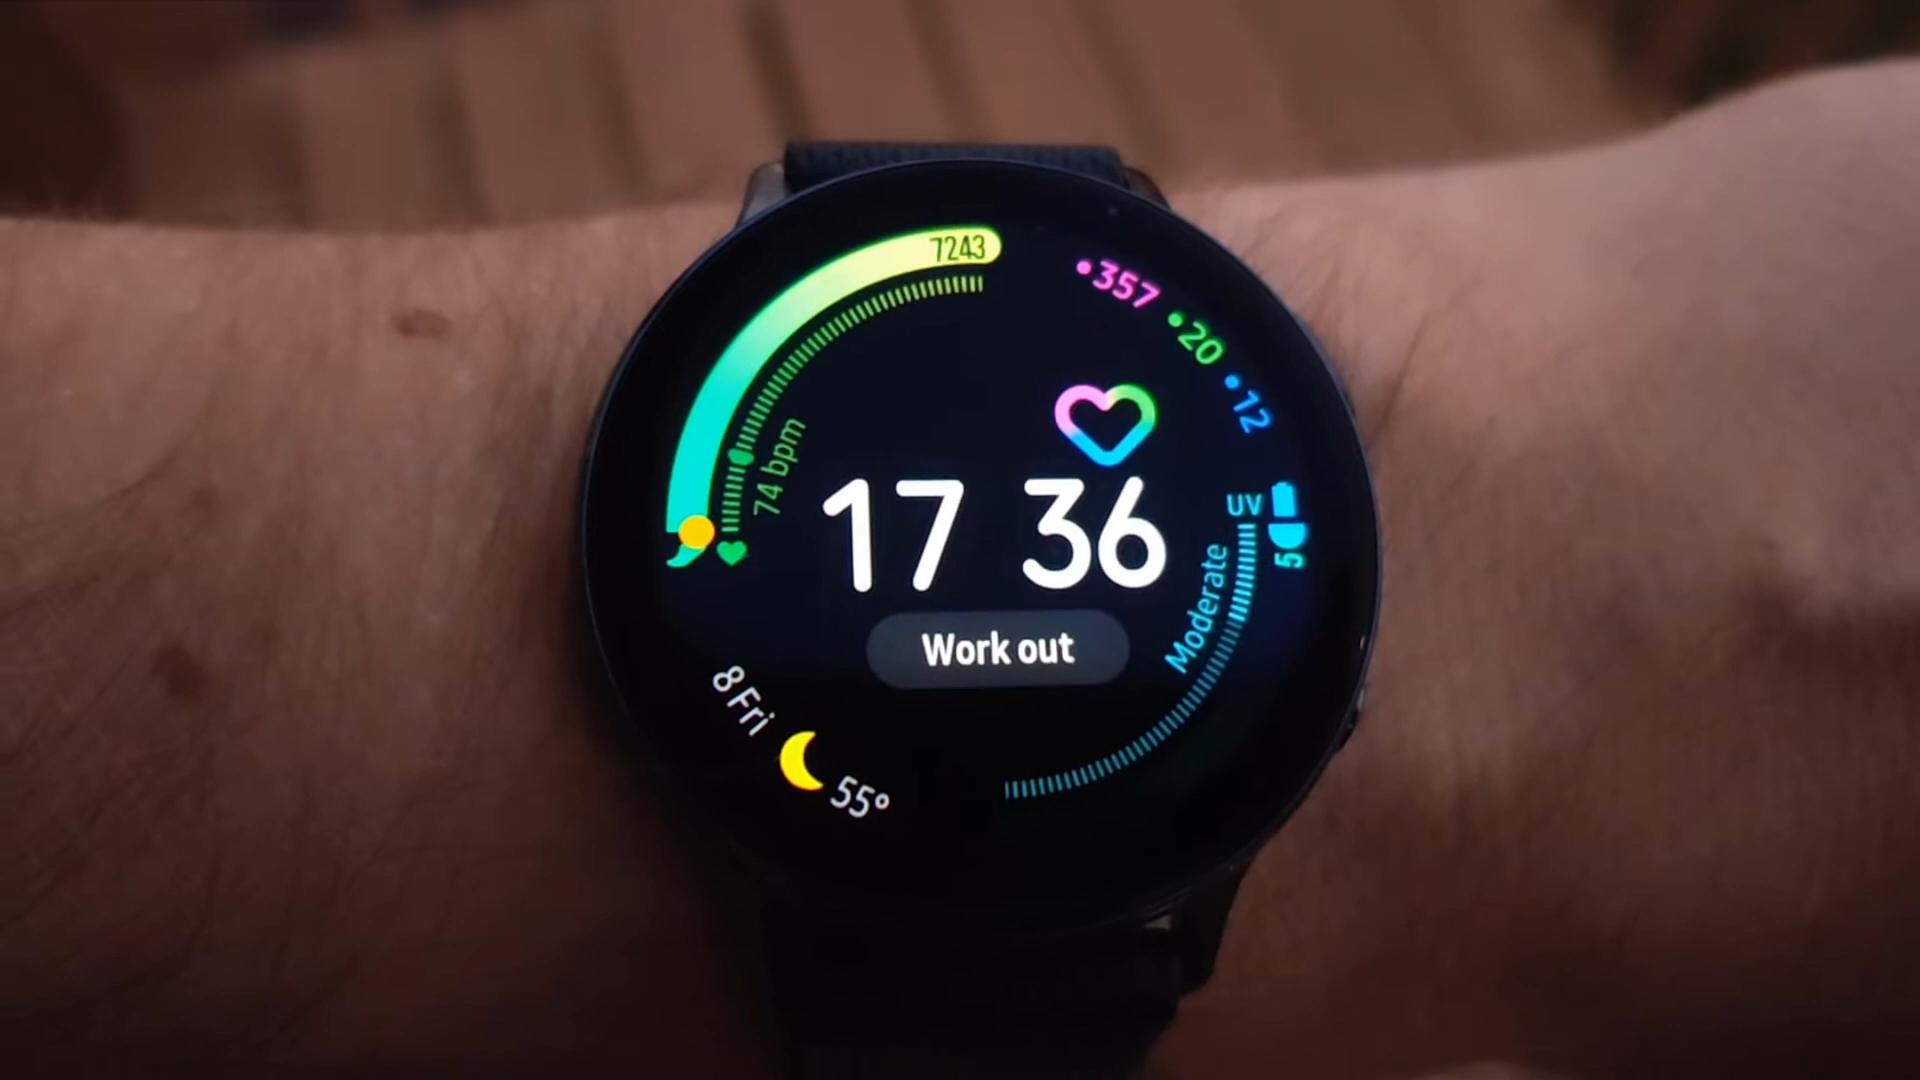 7243
•357 •20 •12
74 bpm
17 36
UV
5
Moderate
Work out
8 Fri
55°